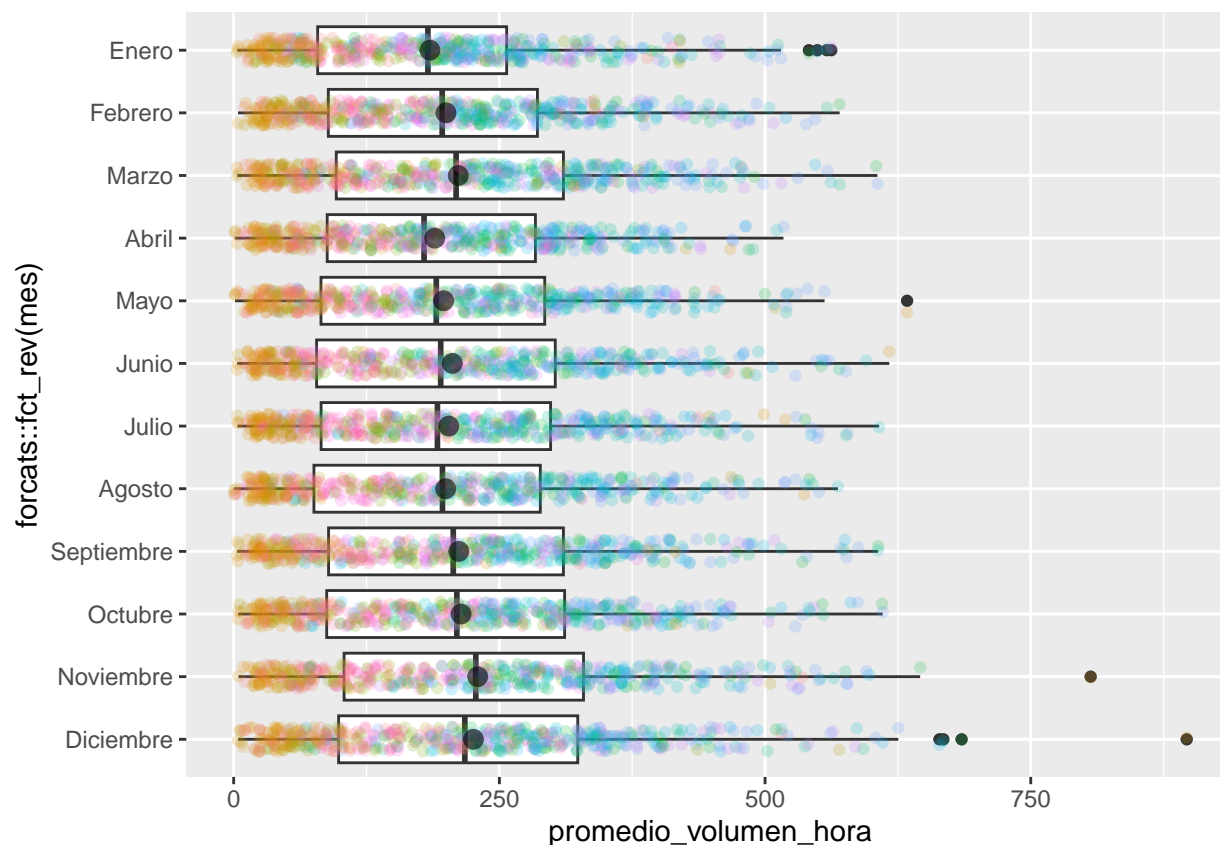 Enero
Febrero
Marzo
Abril
Mayo
Junio
Julio
Agosto
Septiembre
Octubre
Noviembre
Diciembre
forcats::fct_rev(mes)
0 250 500 750
promedio_volumen_hora